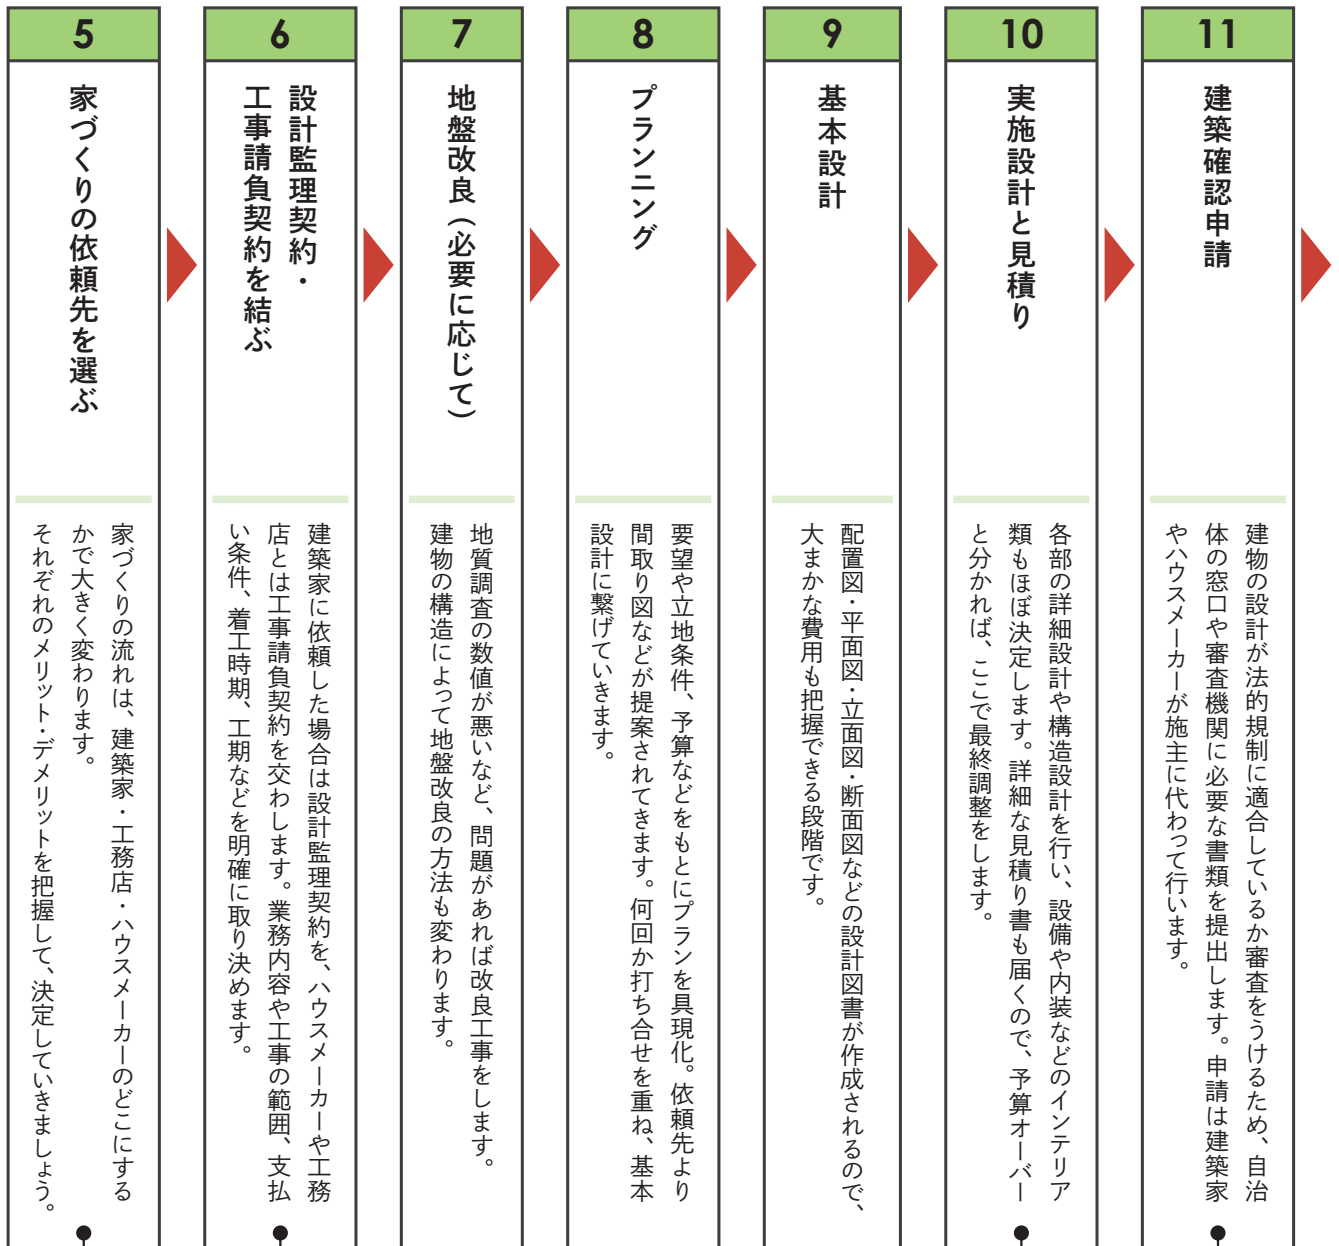 5
家づくりの依頼先を選ぶ
家づくりの流れは、建築家・工務店・ハウスメーカーのどこにする
かで大きく変わります。
それぞれのメリット・デメリットを把握して、決定していきましょう。
6
設計監理契約・
工事請負契約を結ぶ
建築家に依頼した場合は設計監理契約を、ハウスメーカーや工務
店とは工事請負契約を交わします。業務内容や工事の範囲、支払
い条件、着工時期、工期などを明確に取り決めます。
7
地盤改良（必要に応じて）
地質調査の数値が悪いなど、問題があれば改良工事をします。
建物の構造によって地盤改良の方法も変わります。
8
プランニング
要望や立地条件、予算などをもとにプランを具現化。依頼先より
間取り図などが提案されてきます。何回か打ち合せを重ね、基本
設計に繋げていきます。
9
基本設計
配置図・平面図・立面図・断面図などの設計図書が作成されるので、
大まかな費用も把握できる段階です。
10
実施設計と見積り
各部の詳細設計や構造設計を行い、設備や内装などのインテリア
類もほぼ決定します。詳細な見積り書も届くので、予算オーバー
と分かれば、ここで最終調整をします。
11
建築確認申請
建物の設計が法的規制に適合しているか審査をうけるため、自治
体の窓口や審査機関に必要な書類を提出します。申請は建築家
やハウスメーカーが施主に代わって行います。